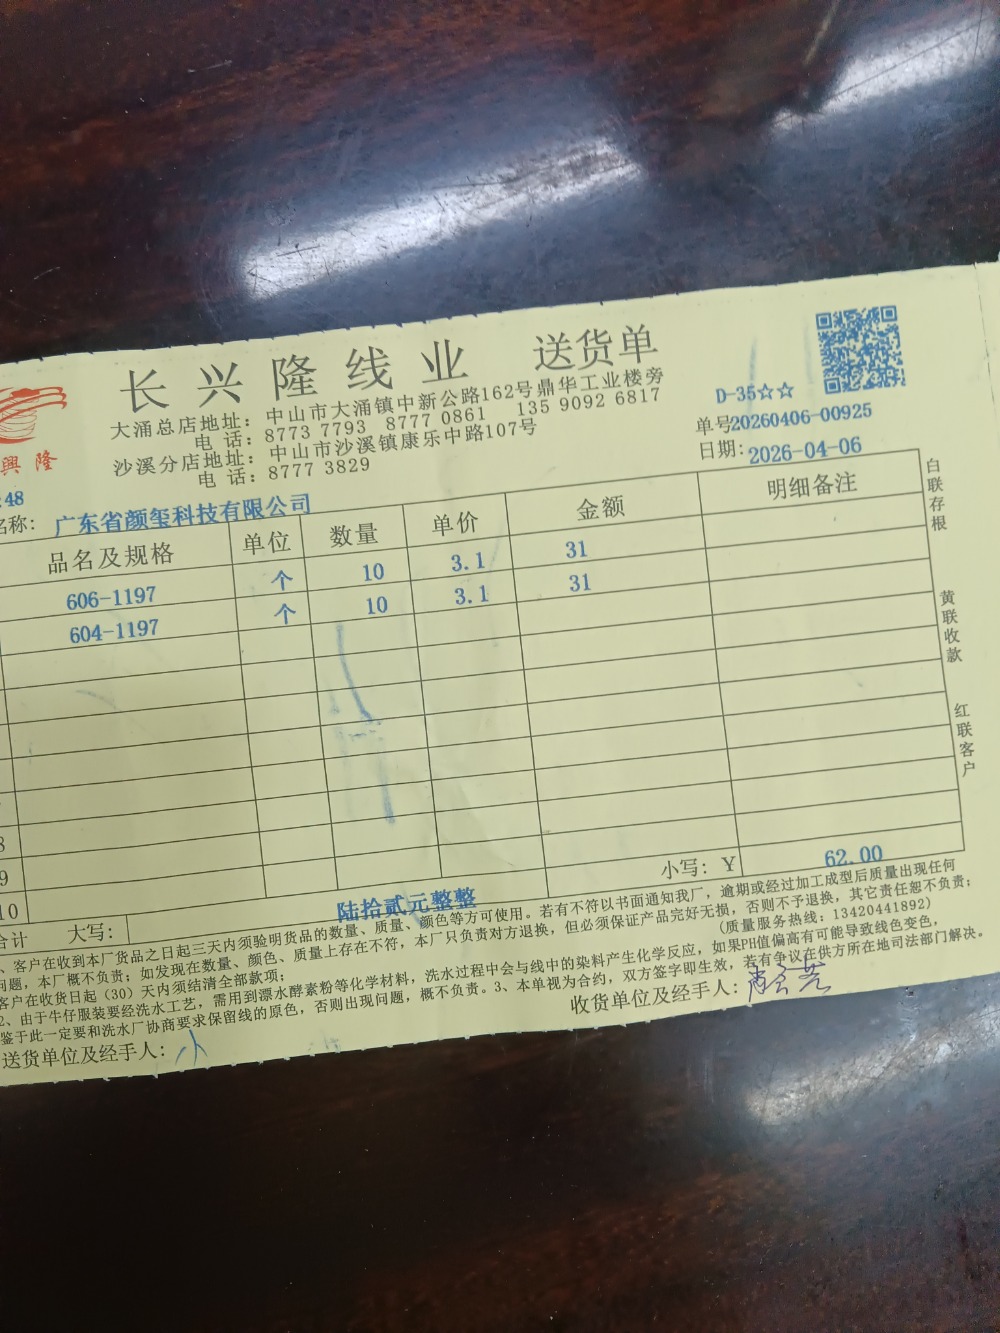 长兴隆线业 送货单
大涌总店地址：中山市大涌镇中新公路162号鼎华工业楼旁
电 话：8773 7793 8777 0861 135 9092 6817
沙溪分店地址：中山市沙溪镇康乐中路107号
电 话：8777 3829
興隆
D-35☆☆
单号20260406-00925
日期：2026-04-06
:48
名称：广东省颜玺科技有限公司
品名及规格 单位 数量 单价 金额 明细备注
606-1197 个 10 3.1 31
604-1197 个 10 3.1 31
8
9
10
小写：￥ 62.00
合计 大写：陆拾贰元整整
、客户在收到本厂货品之日起三天内须验明货品的数量、质量、颜色等方可使用。若有不符以书面通知我厂，逾期或经过加工成型后质量出现任何
问题，本厂概不负责；如发现在数量、颜色、质量上存在不符，本厂只负责对方退换，但必须保证产品完好无损，否则不予退换，其它责任恕不负责；
客户在收货日起（30）天内须结清全部款项；（质量服务热线：13420441892）
2、由于牛仔服装要经洗水工艺，需用到漂水酵素粉等化学材料，洗水过程中会与线中的染料产生化学反应，如果PH值偏高有可能导致线色变色，
鉴于此一定要和洗水厂协商要求保留线的原色，否则出现问题，概不负责。3、本单视为合约，双方签字即生效，若有争议在供方所在地司法部门解决。
送货单位及经手人：小
收货单位及经手人：
白联存根
黄联收款
红联客户